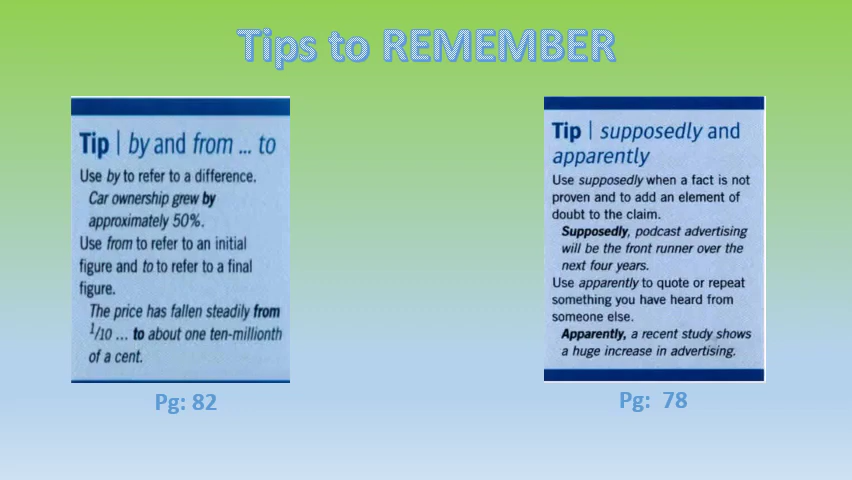 Tips to REMEMBER
Tip | by and from ... to
Use by to refer to a difference.
Car ownership grew by
approximately 50%.
Use from to refer to an initial
figure and to to refer to a final
figure.
The price has fallen steadily from
1/10 ... to about one ten-millionth
of a cent.
Pg: 82
Tip | supposedly and
apparently
Use supposedly when a fact is not
proven and to add an element of
doubt to the claim.
Supposedly, podcast advertising
will be the front runner over the
next four years.
Use apparently to quote or repeat
something you have heard from
someone else.
Apparently, a recent study shows
a huge increase in advertising.
Pg: 78